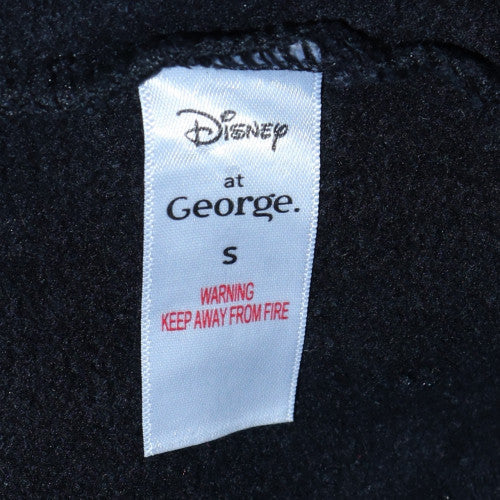 Disney
at
George.
S
WARNING
KEEP AWAY FROM FIRE